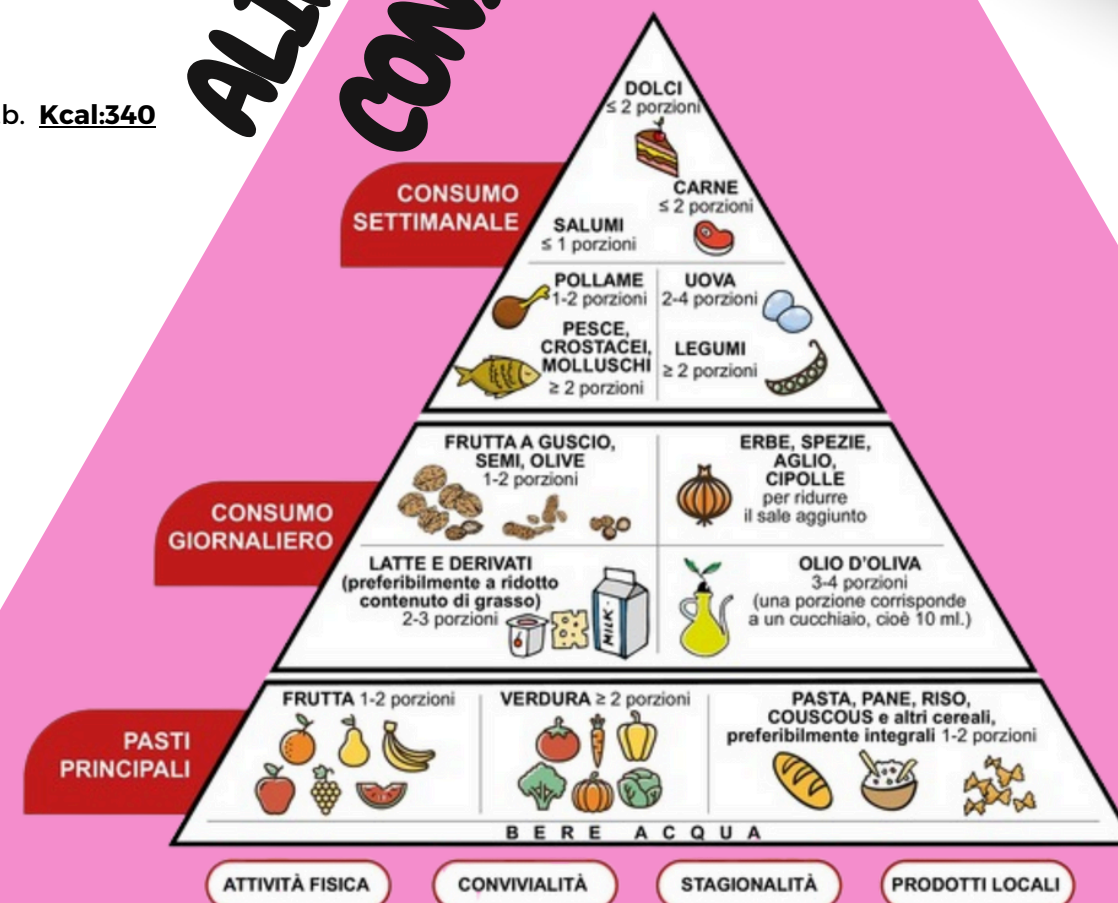 b. Kcal:340
DOLCI
≤ 2 porzioni
CONSUMO
SETTIMANALE
CARNE
≤ 2 porzioni
SALUMI
≤ 1 porzioni
POLLAME
1-2 porzioni
UOVA
2-4 porzioni
PESCE,
CROSTACEI,
MOLLUSCHI
≥ 2 porzioni
LEGUMI
≥ 2 porzioni
CONSUMO
GIORNALIERO
FRUTTA A GUSCIO,
SEMI, OLIVE
1-2 porzioni
ERBE, SPEZIE,
AGLIO,
CIPOLLE
per ridurre
il sale aggiunto
LATTE E DERIVATI
(preferibilmente a ridotto
contenuto di grasso)
2-3 porzioni
MILK
OLIO D'OLIVA
3-4 porzioni
(una porzione corrisponde
a un cucchiaio, cioè 10 ml.)
PASTI
PRINCIPALI
FRUTTA 1-2 porzioni
VERDURA ≥ 2 porzioni
PASTA, PANE, RISO,
COUSCOUS e altri cereali,
preferibilmente integrali 1-2 porzioni
BERE ACQUA
ATTIVITÀ FISICA
CONVIVIALITÀ
STAGIONALITÀ
PRODOTTI LOCALI